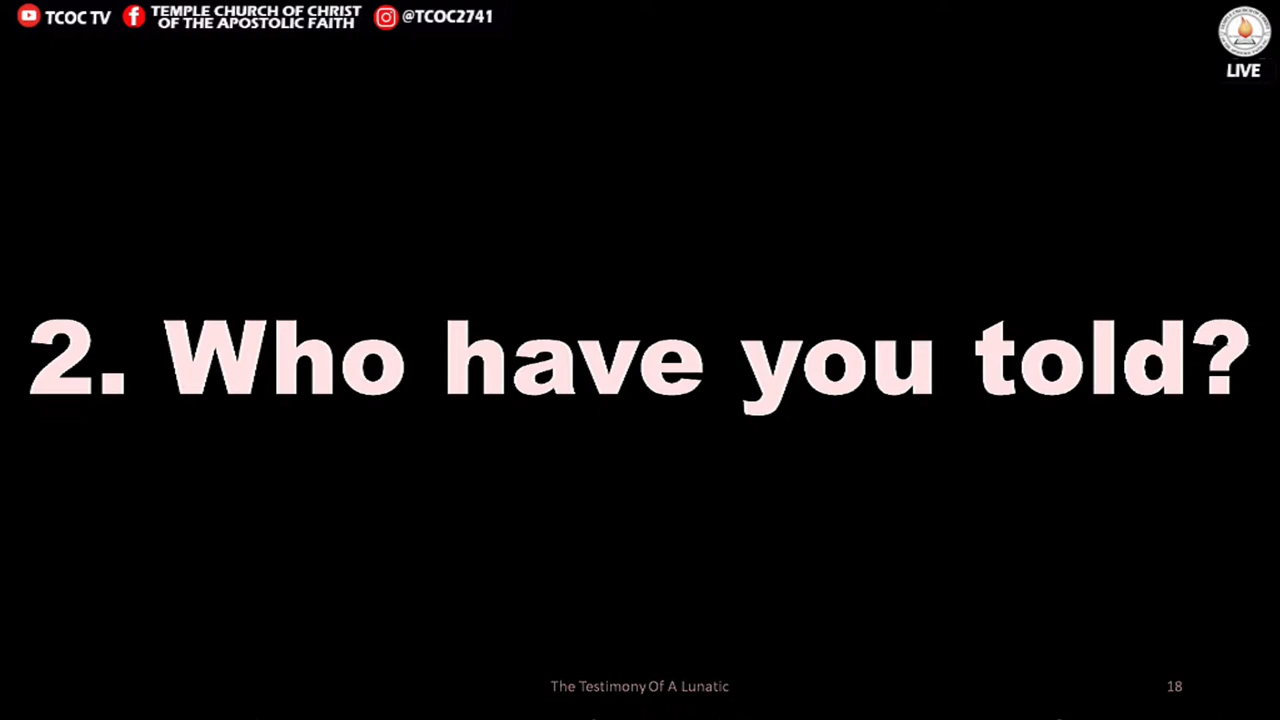 TCOC TV
TEMPLE CHURCH OF CHRIST
OF THE APOSTOLIC FAITH
@TCOC2741
LIVE
2. Who have you told?
The Testimony Of A Lunatic
18